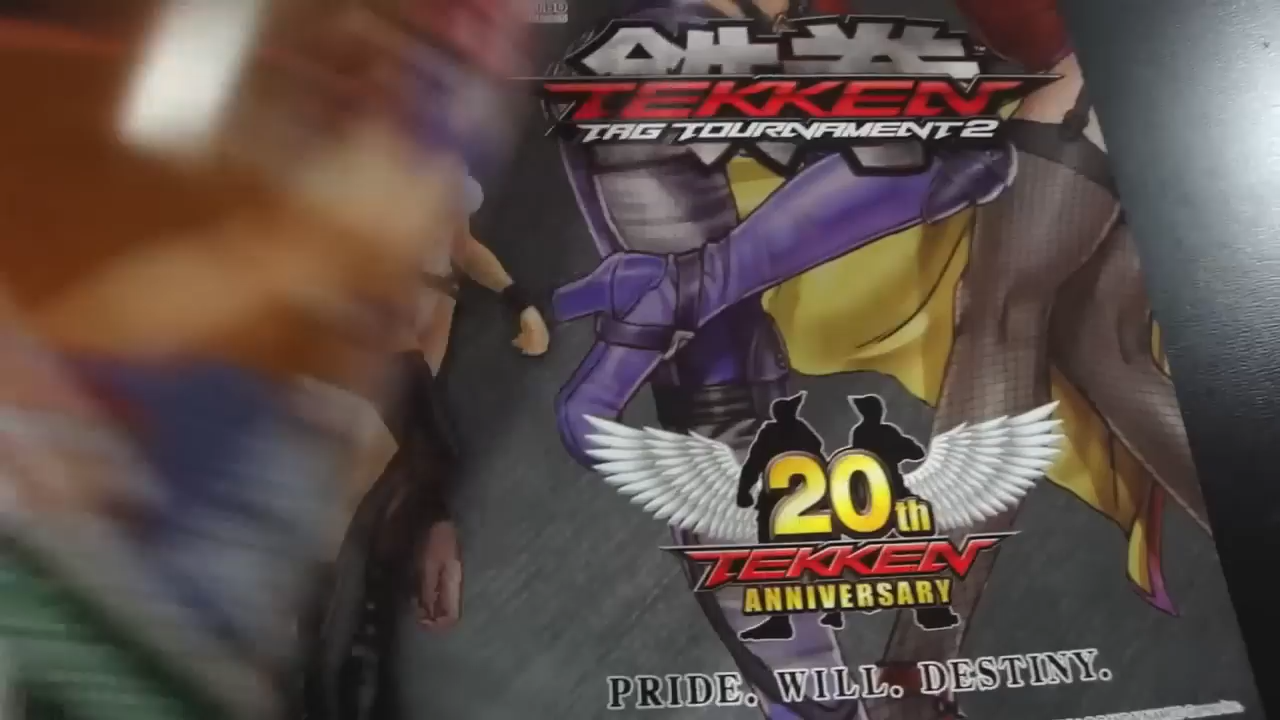 鉄拳
TEKKEN
TAG TOURNAMENT 2
20th
TEKKEN
ANNIVERSARY
PRIDE. WILL. DESTINY.